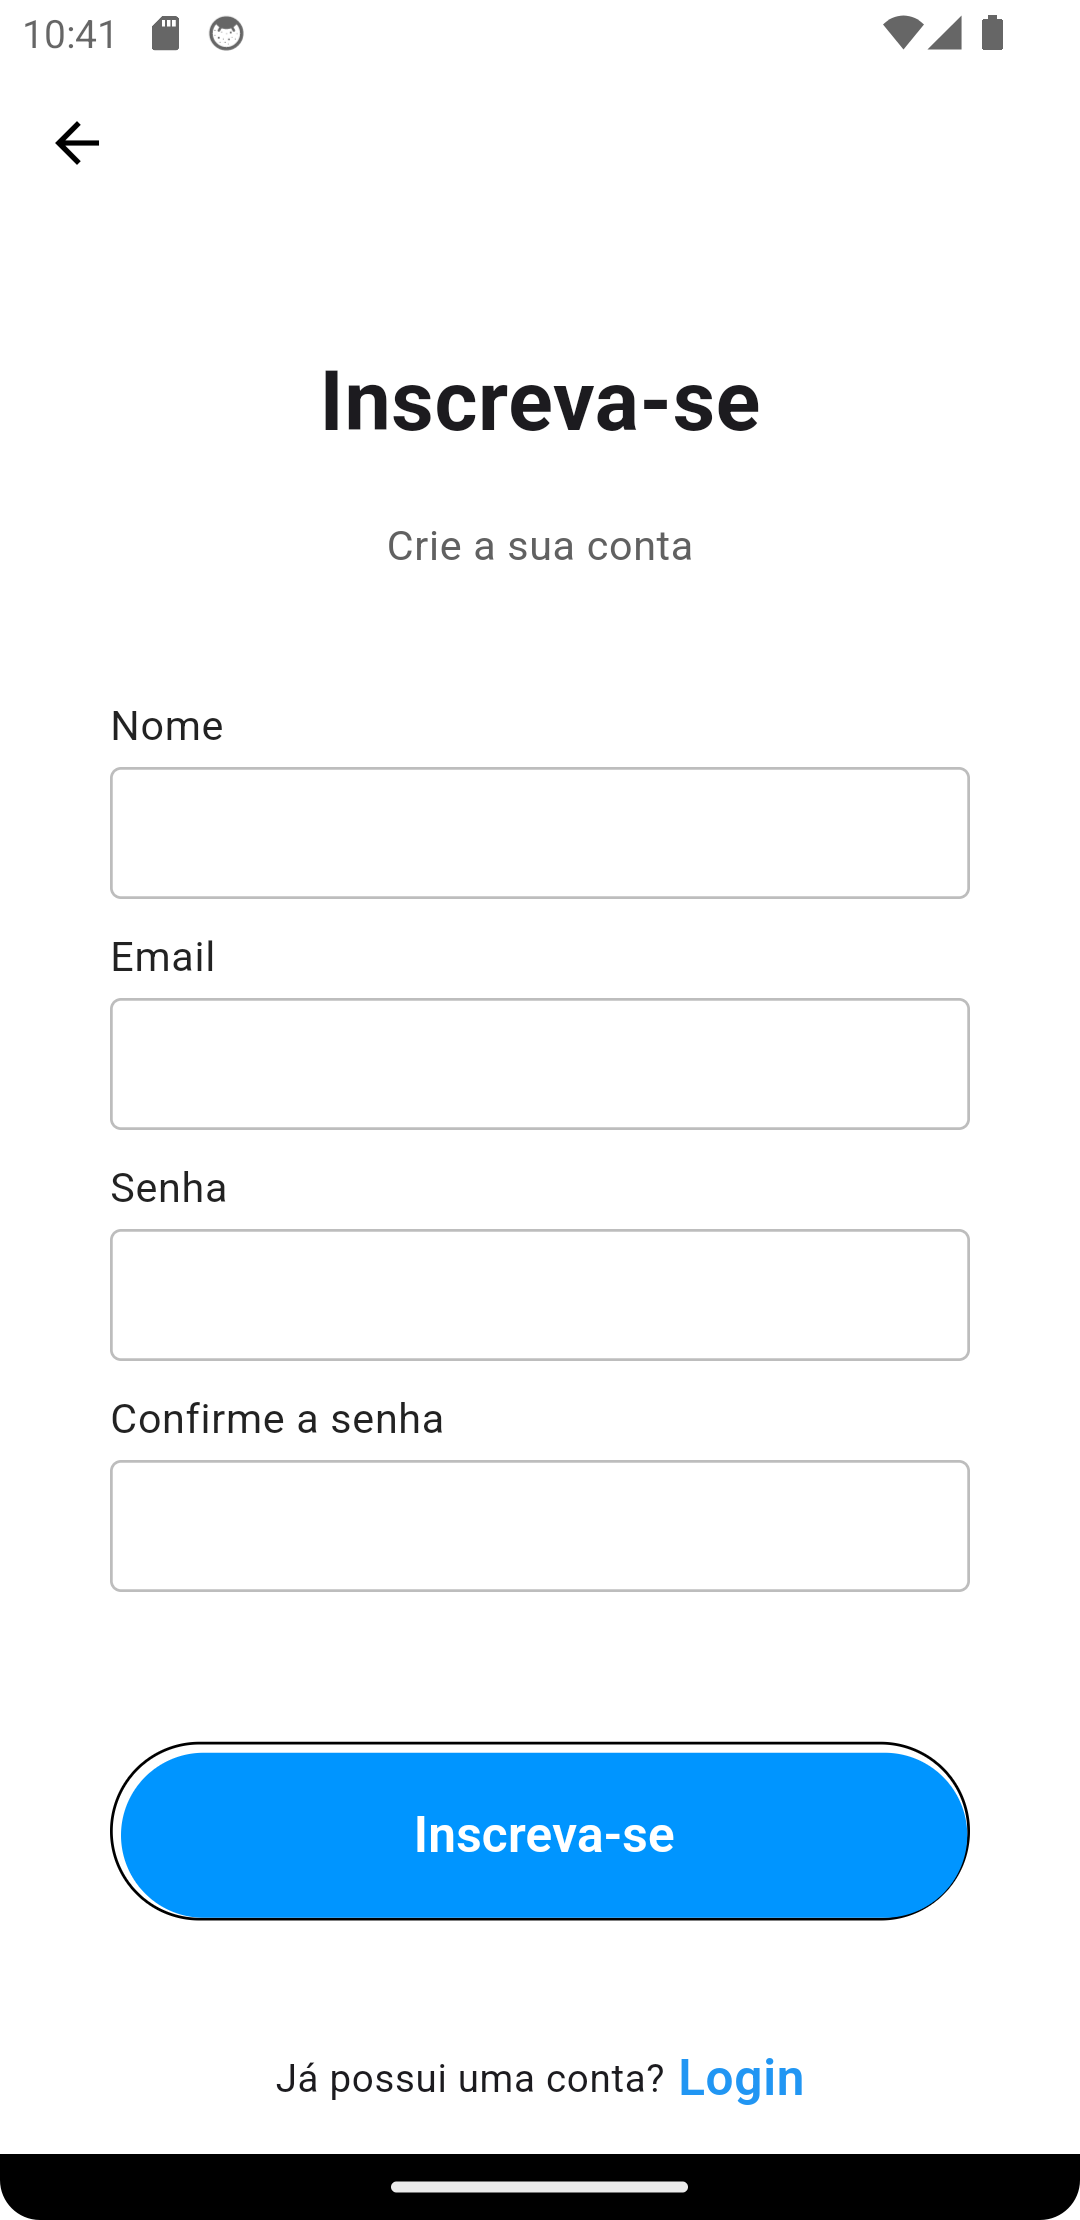 10:41
Inscreva-se
Crie a sua conta
Nome
Email
Senha
Confirme a senha
Inscreva-se
Já possui uma conta? Login